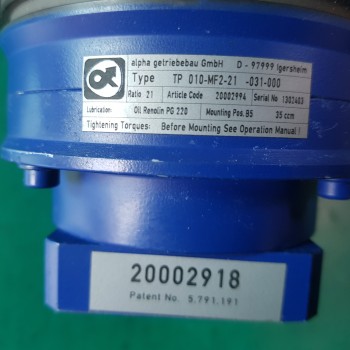 alpha getriebebau GmbH D - 97999 Igersheim
Type TP 010-MF2-21 -031-000
Ratio 21 Article Code 20002994 Serial No 1302403
Lubrication: Oil Renolin PG 220 Mounting Pos. B5 35 ccm
Tightening Torques: Before Mounting See Operation Manual !
20002918
Patent No. 5,791,191